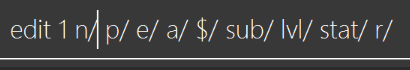 edit 1 n/ p/ e/ a/ $/ sub/ lvl/ stat/ r/